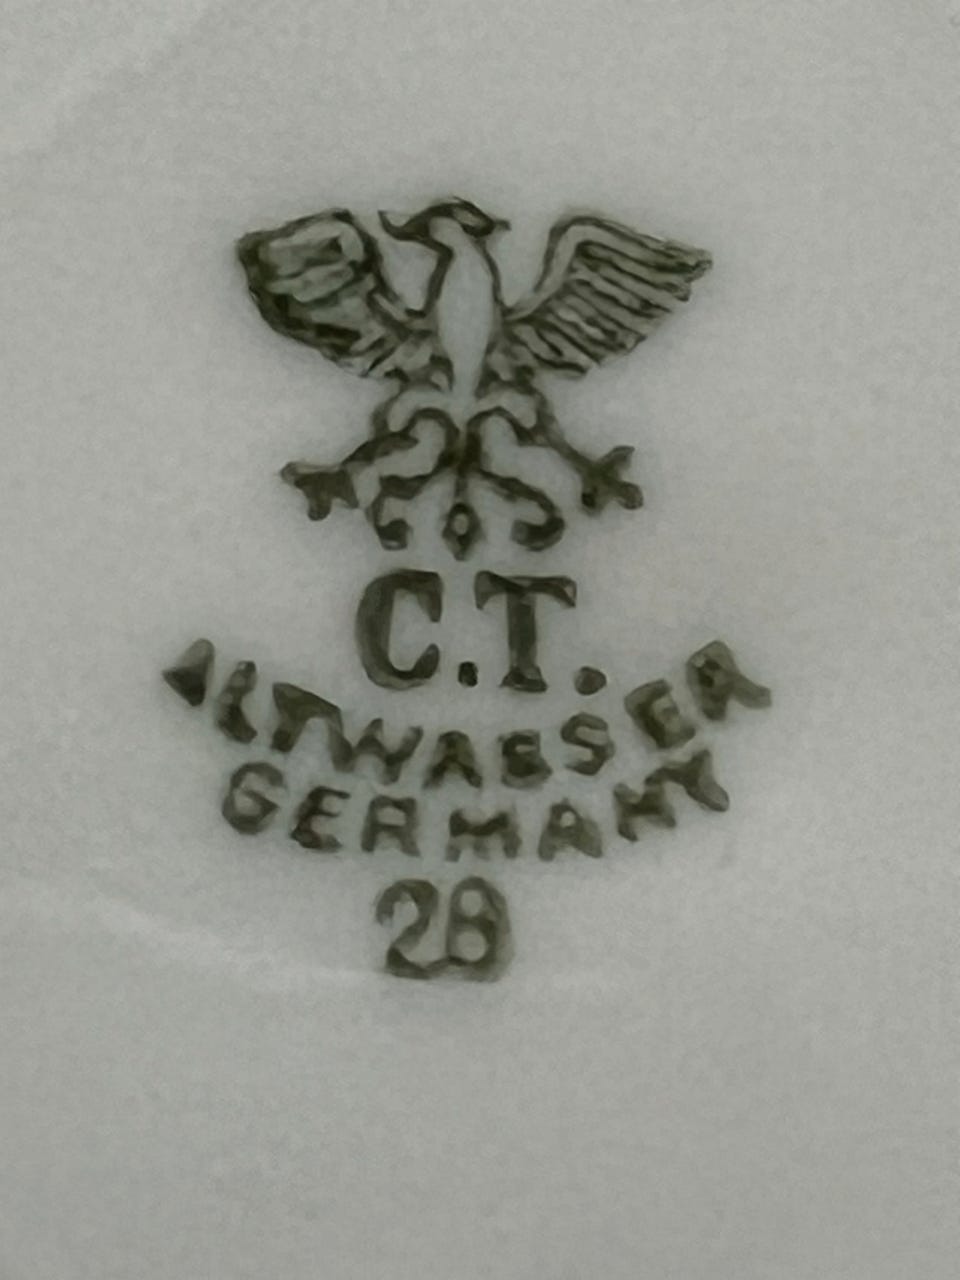 C.T.
ALTWASSER
GERMANY
28